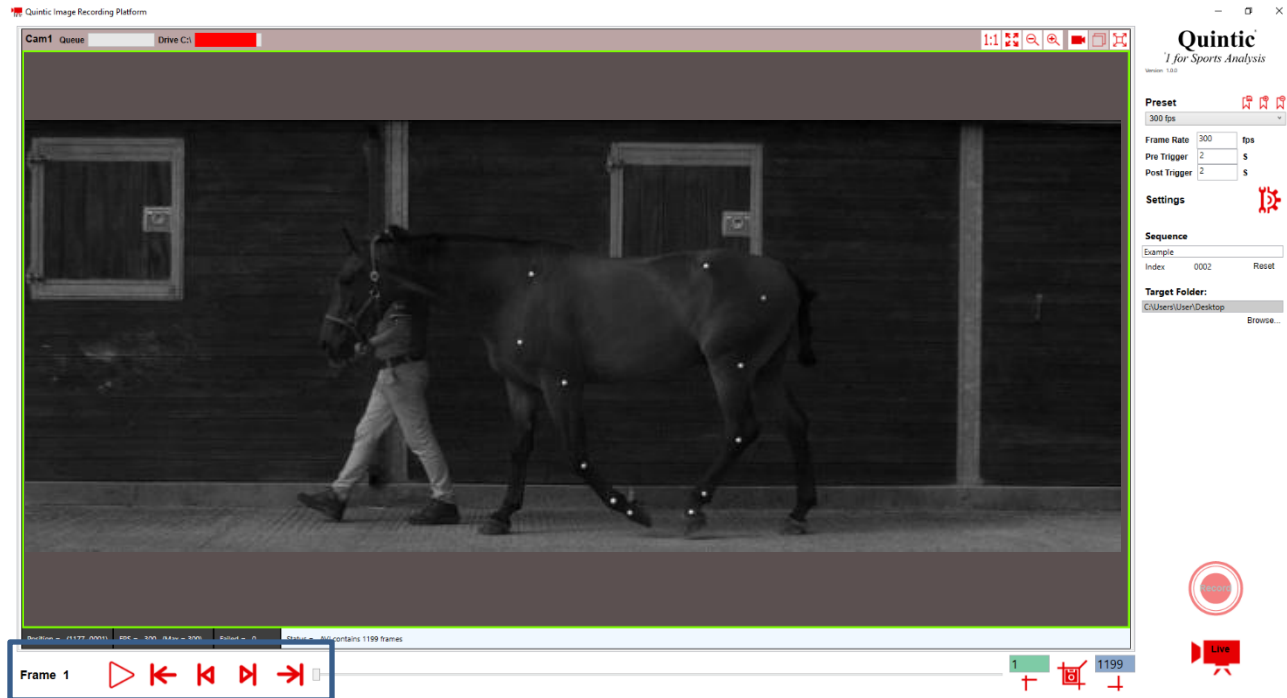 Quintic Image Recording Platform
Cam1 Queue Drive C:\
1:1
Quintic
1 for Sports Analysis
Version 1.0.0
Preset
300 fps
Frame Rate 300 fps
Pre Trigger 2 S
Post Trigger 2 S
Settings
Sequence
Example
Index 0002 Reset
Target Folder:
C:\Users\User\Desktop
Browse...
Record
Position = (1177, 0001) FPS = 300 (Max = 300) Failed = 0 Status = AVI contains 1199 frames
Live
Frame 1
1
1199